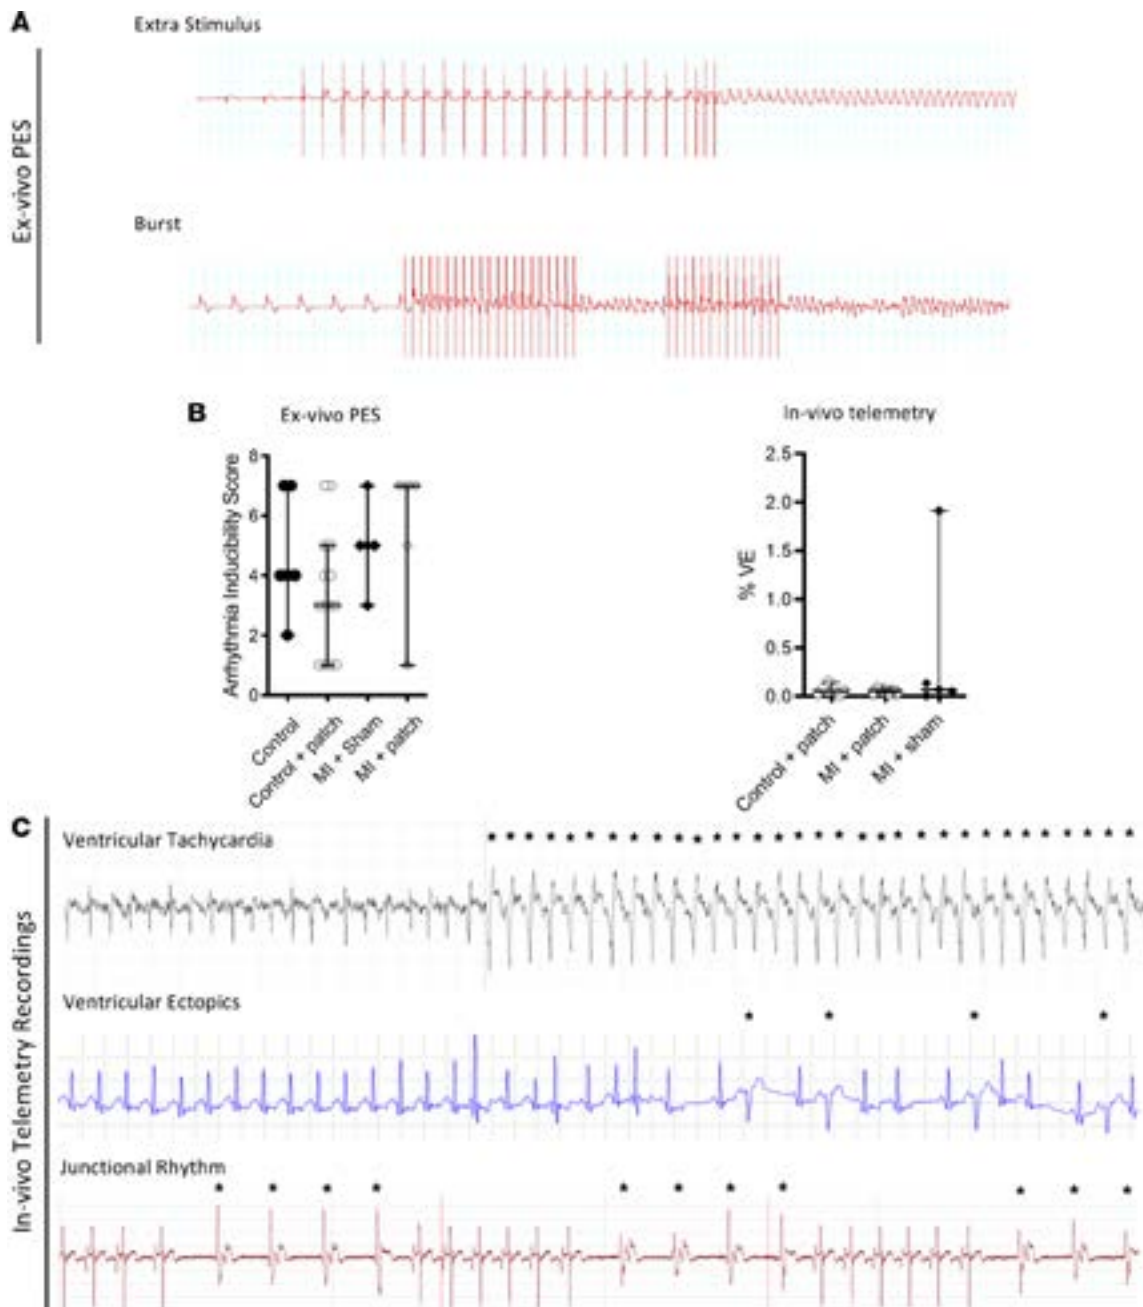 A
Extra Stimulus
Ex-vivo PES
Burst
B
Ex-vivo PES
In-vivo telemetry
Arrhythmia Inducibility Score
8
6
4
2
0
Control
Control + patch
MI + Sham
MI + patch
% VE
2.5
2.0
1.5
1.0
0.5
0.0
Control + patch
MI + patch
MI + sham
C
In-vivo Telemetry Recordings
Ventricular Tachycardia
* * * * * * * * * * * * * * * * * * * * * * * * * * * * * * * *
Ventricular Ectopics
* * * *
Junctional Rhythm
* * * * * * * * * * *